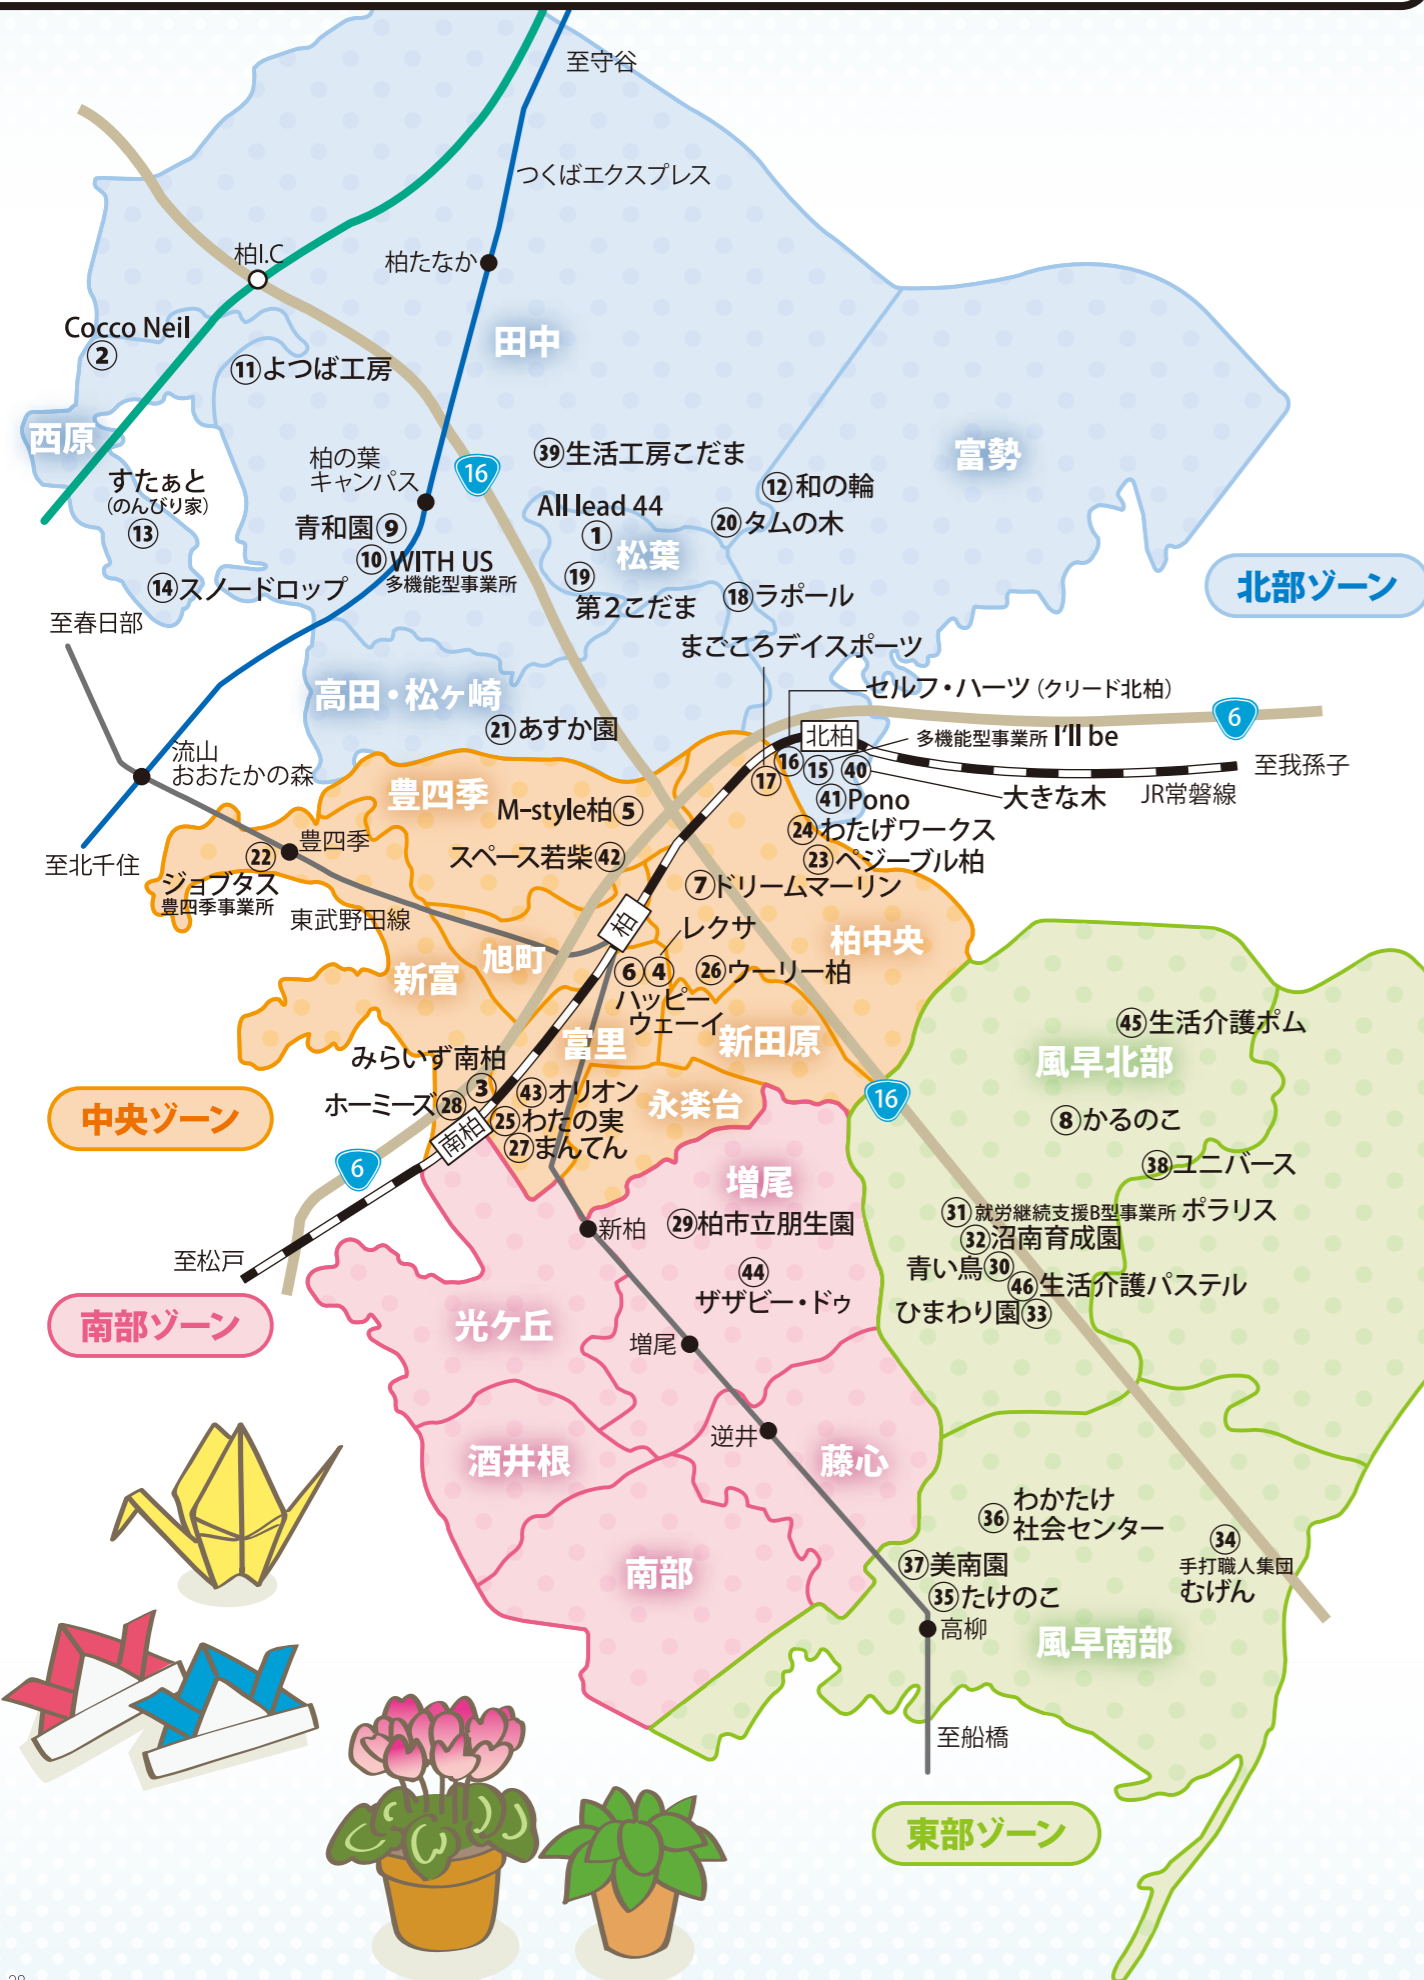 至守谷
つくばエクスプレス
柏I.C
柏たなか
Cocco Neil
②
田中
⑪よつば工房
西原
富勢
柏の葉
キャンパス
16
㊴生活工房こだま
すたぁと
(のんびり家)
⑬
⑫和の輪
All lead 44
①
⑳タムの木
青和園⑨
松葉
⑩WITH US
多機能型事業所
⑲
第2こだま
⑭スノードロップ
⑱ラポール
北部ゾーン
至春日部
まごころデイスポーツ
高田・松ヶ崎
セルフ・ハーツ(クリード北柏)
㉑あすか園
6
北柏
多機能型事業所 I'll be
流山
おおたかの森
⑰
⑯
⑮
㊵
至我孫子
豊四季
M-style柏⑤
㊶Pono
大きな木
JR常磐線
㉔わたげワークス
豊四季
スペース若柴㊷
㉓ペジーブル柏
至北千住
㉒
ジョブタス
豊四季事業所
⑦ドリームマーリン
東武野田線
柏
レクサ
柏中央
旭町
新富
⑥④
㉖ウーリー柏
ハッピー
ウェーイ
㊺生活介護ポム
富里
新田原
風早北部
みらいず南柏
③
㊸オリオン
ホーミーズ㉘
永楽台
16
中央ゾーン
㉕わたの実
⑧かるのこ
南柏
㉗まんてん
6
増尾
㊳ユニバース
新柏
㉙柏市立朋生園
㉛就労継続支援B型事業所 ポラリス
㉜沼南育成園
至松戸
青い鳥㉚
㊹
ザザビー・ドゥ
㊻生活介護パステル
ひまわり園㉝
南部ゾーン
光ケ丘
増尾
逆井
酒井根
藤心
わかたけ
㊱社会センター
㉞
手打職人集団
むげん
南部
㊲美南園
㉟たけのこ
高柳
風早南部
至船橋
東部ゾーン